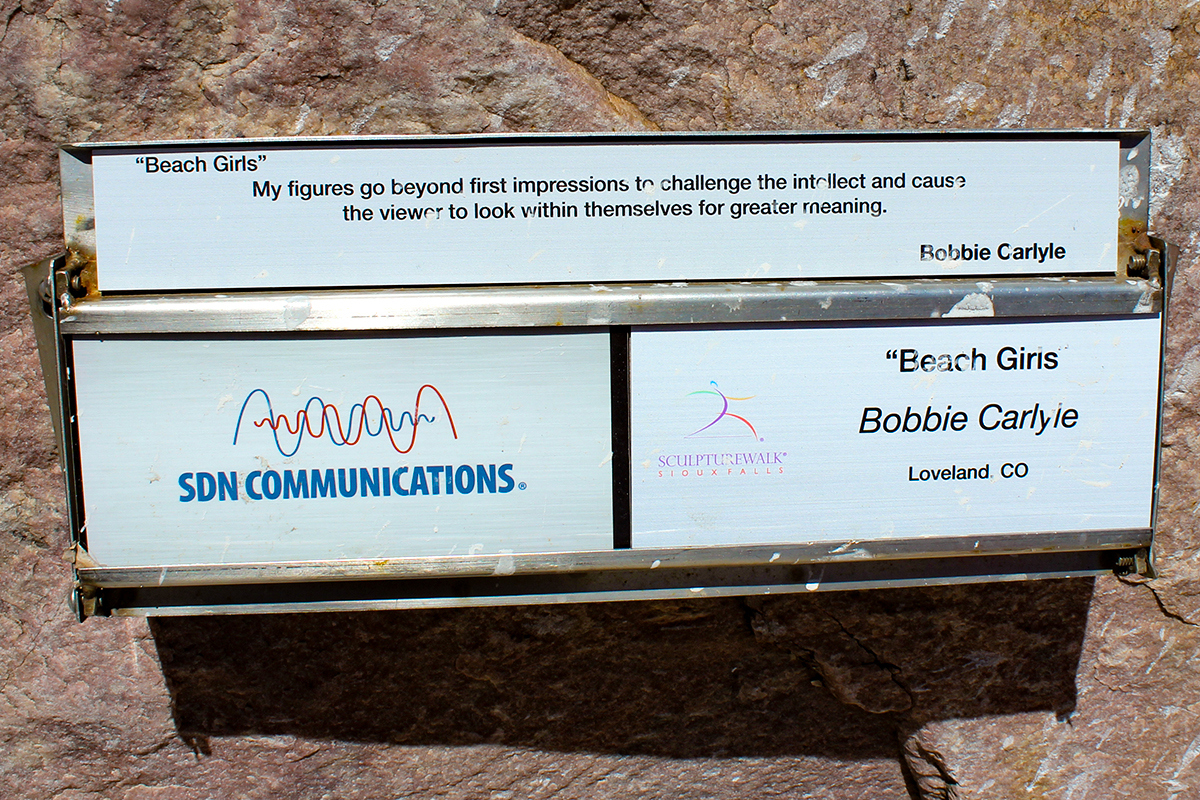 “Beach Girls”
My figures go beyond first impressions to challenge the intellect and cause
the viewer to look within themselves for greater meaning.
Bobbie Carlyle
SDN COMMUNICATIONS®
SCULPTUREWALK®
SIOUX FALLS
“Beach Girls
Bobbie Carlyle
Loveland, CO